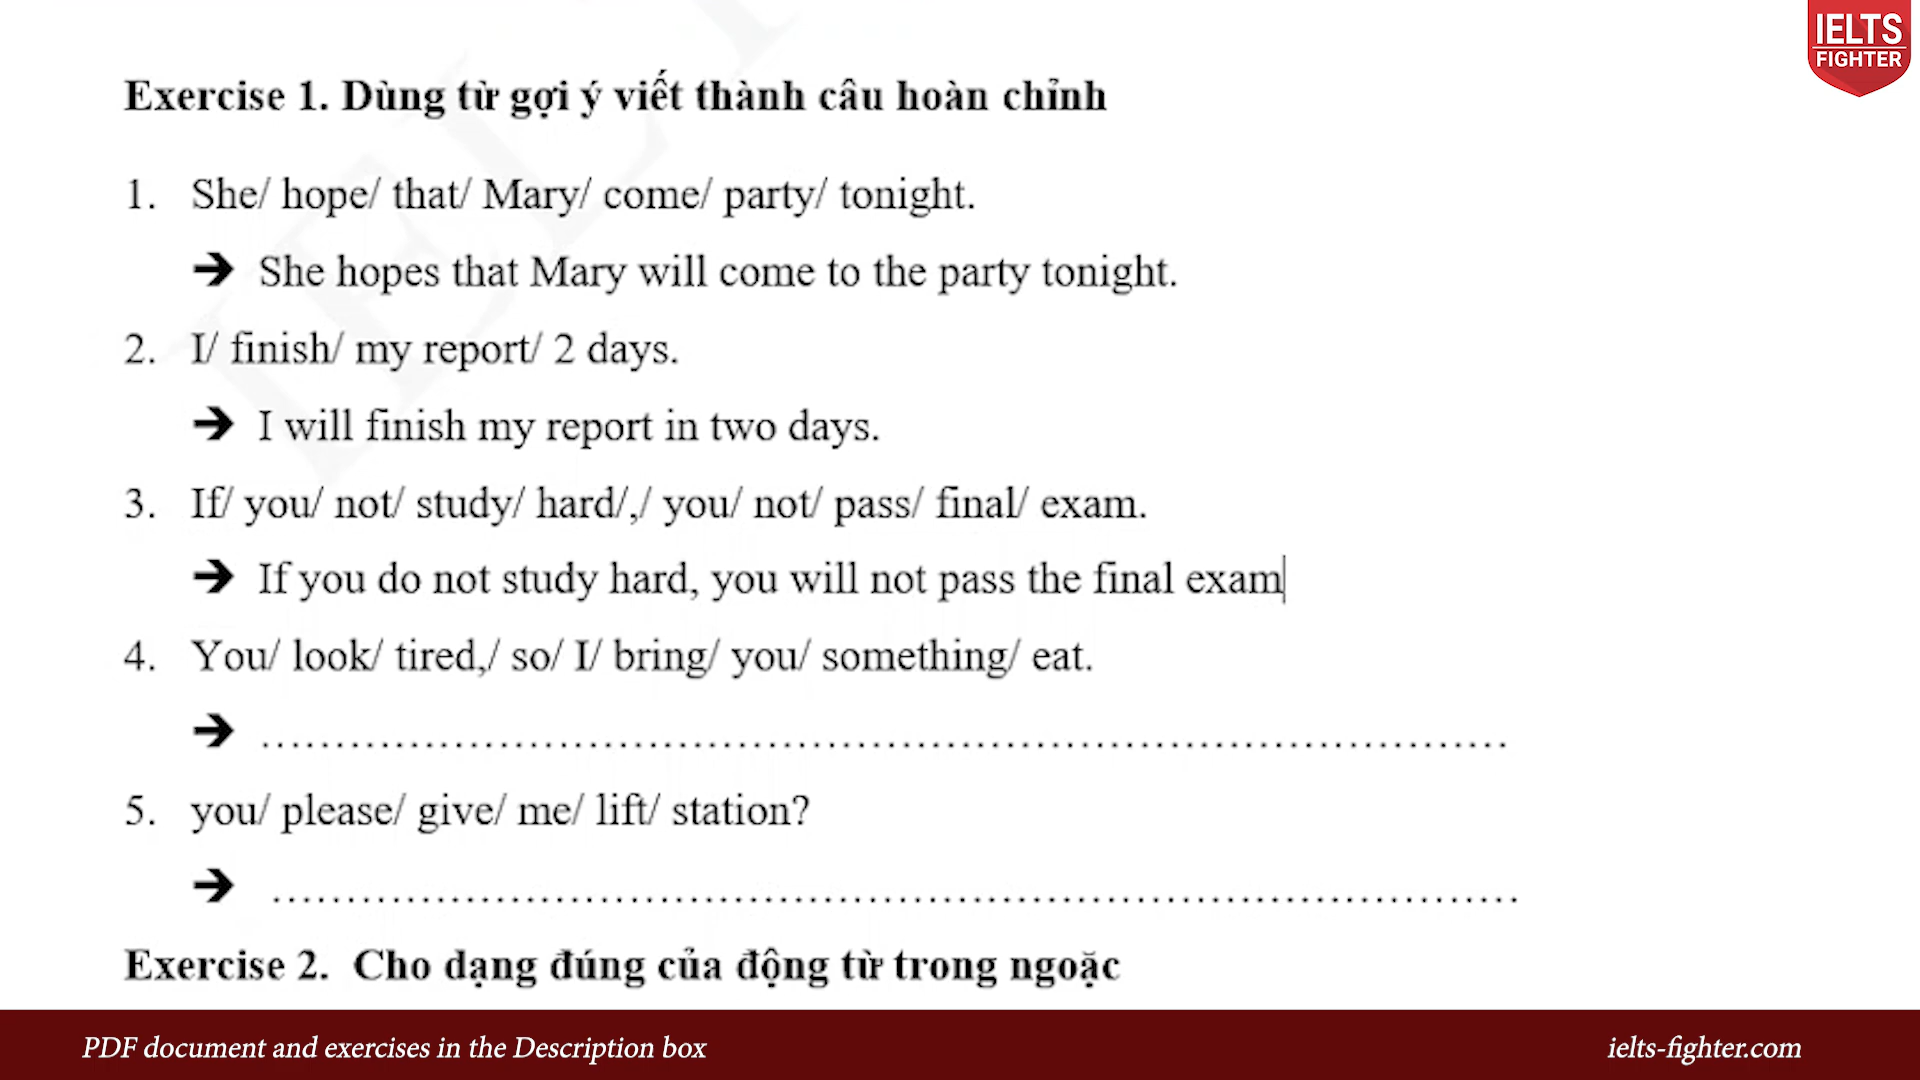 IELTS
FIGHTER
Exercise 1. Dùng từ gợi ý viết thành câu hoàn chỉnh
1. She/ hope/ that/ Mary/ come/ party/ tonight.
➔ She hopes that Mary will come to the party tonight.
2. I/ finish/ my report/ 2 days.
➔ I will finish my report in two days.
3. If/ you/ not/ study/ hard/,/ you/ not/ pass/ final/ exam.
➔ If you do not study hard, you will not pass the final exam
4. You/ look/ tired,/ so/ I/ bring/ you/ something/ eat.
➔ ....................................................................................
5. you/ please/ give/ me/ lift/ station?
➔ ....................................................................................
Exercise 2. Cho dạng đúng của động từ trong ngoặc
PDF document and exercises in the Description box
ielts-fighter.com